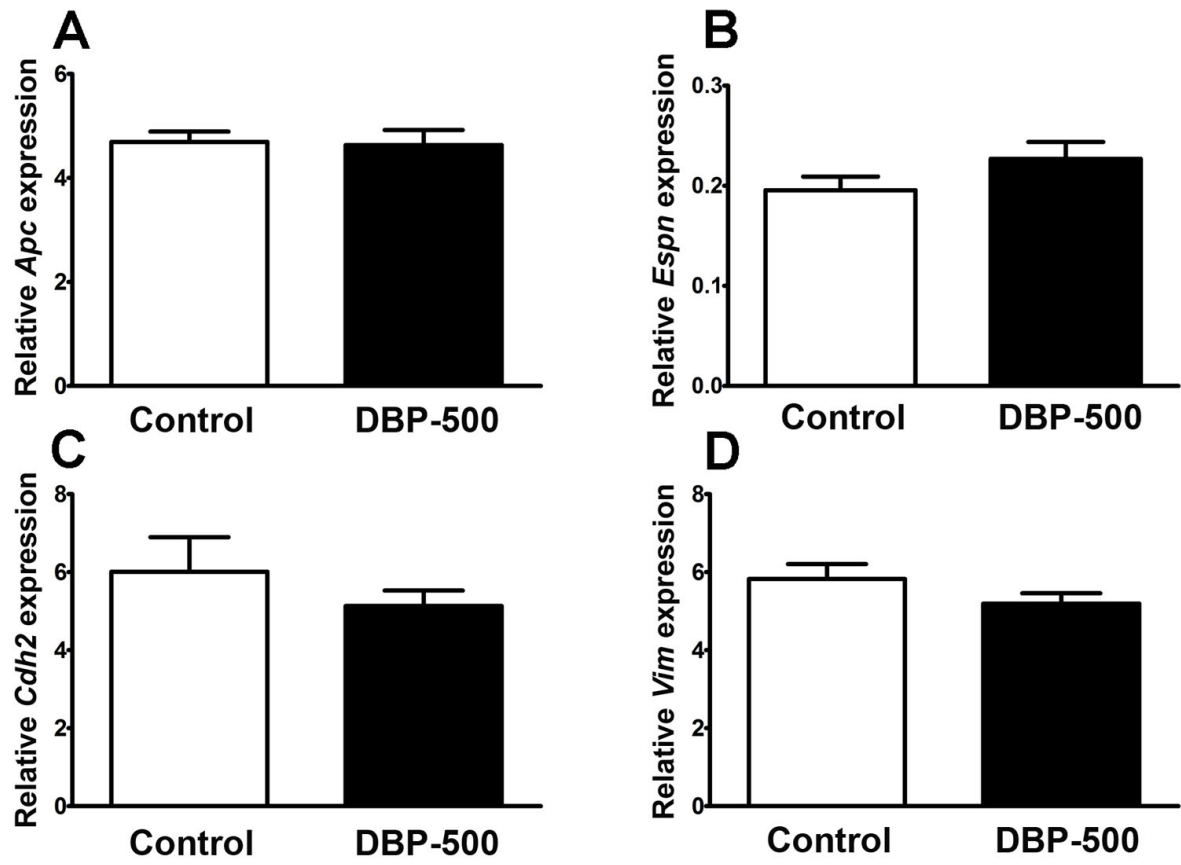 A
Relative Apc expression
6
4
2
0
Control
DBP-500
B
Relative Espn expression
0.3
0.2
0.1
0.0
Control
DBP-500
C
Relative Cdh2 expression
8
6
4
2
0
Control
DBP-500
D
Relative Vim expression
8
6
4
2
0
Control
DBP-500